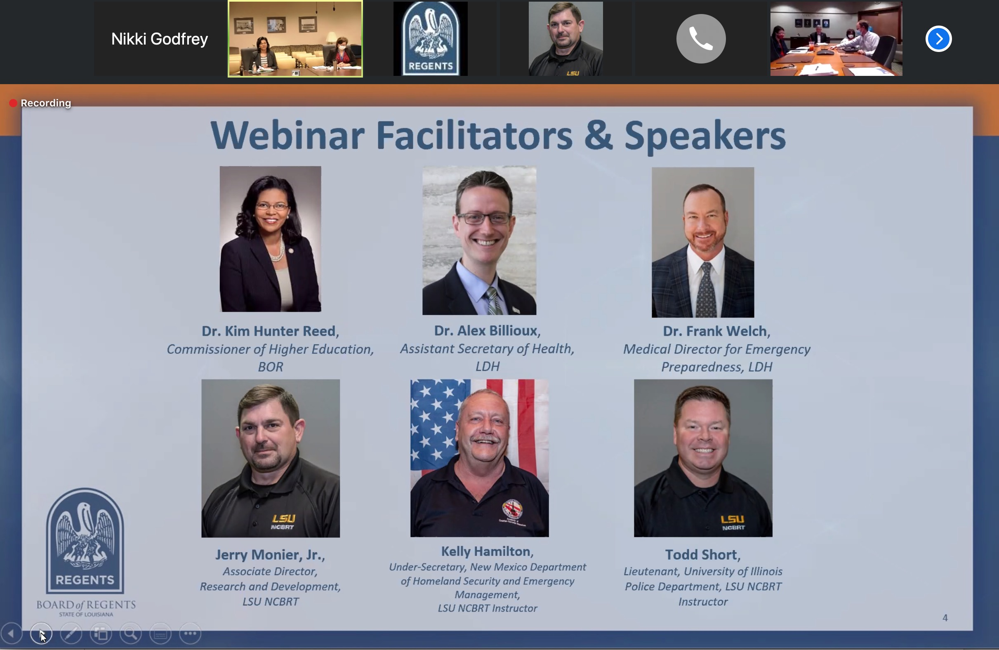 Nikki Godfrey
REGENTS
LSU
Recording
Webinar Facilitators & Speakers
Dr. Kim Hunter Reed,
Commissioner of Higher Education,
BOR
Dr. Alex Billioux,
Assistant Secretary of Health,
LDH
Dr. Frank Welch,
Medical Director for Emergency
Preparedness, LDH
LSU
NCBRT
LSU
NCBRT
Jerry Monier, Jr.,
Associate Director,
Research and Development,
LSU NCBRT
Kelly Hamilton,
Under-Secretary, New Mexico Department
of Homeland Security and Emergency
Management,
LSU NCBRT Instructor
Todd Short,
Lieutenant, University of Illinois
Police Department, LSU NCBRT
Instructor
REGENTS
BOARD of REGENTS
STATE OF LOUISIANA
4